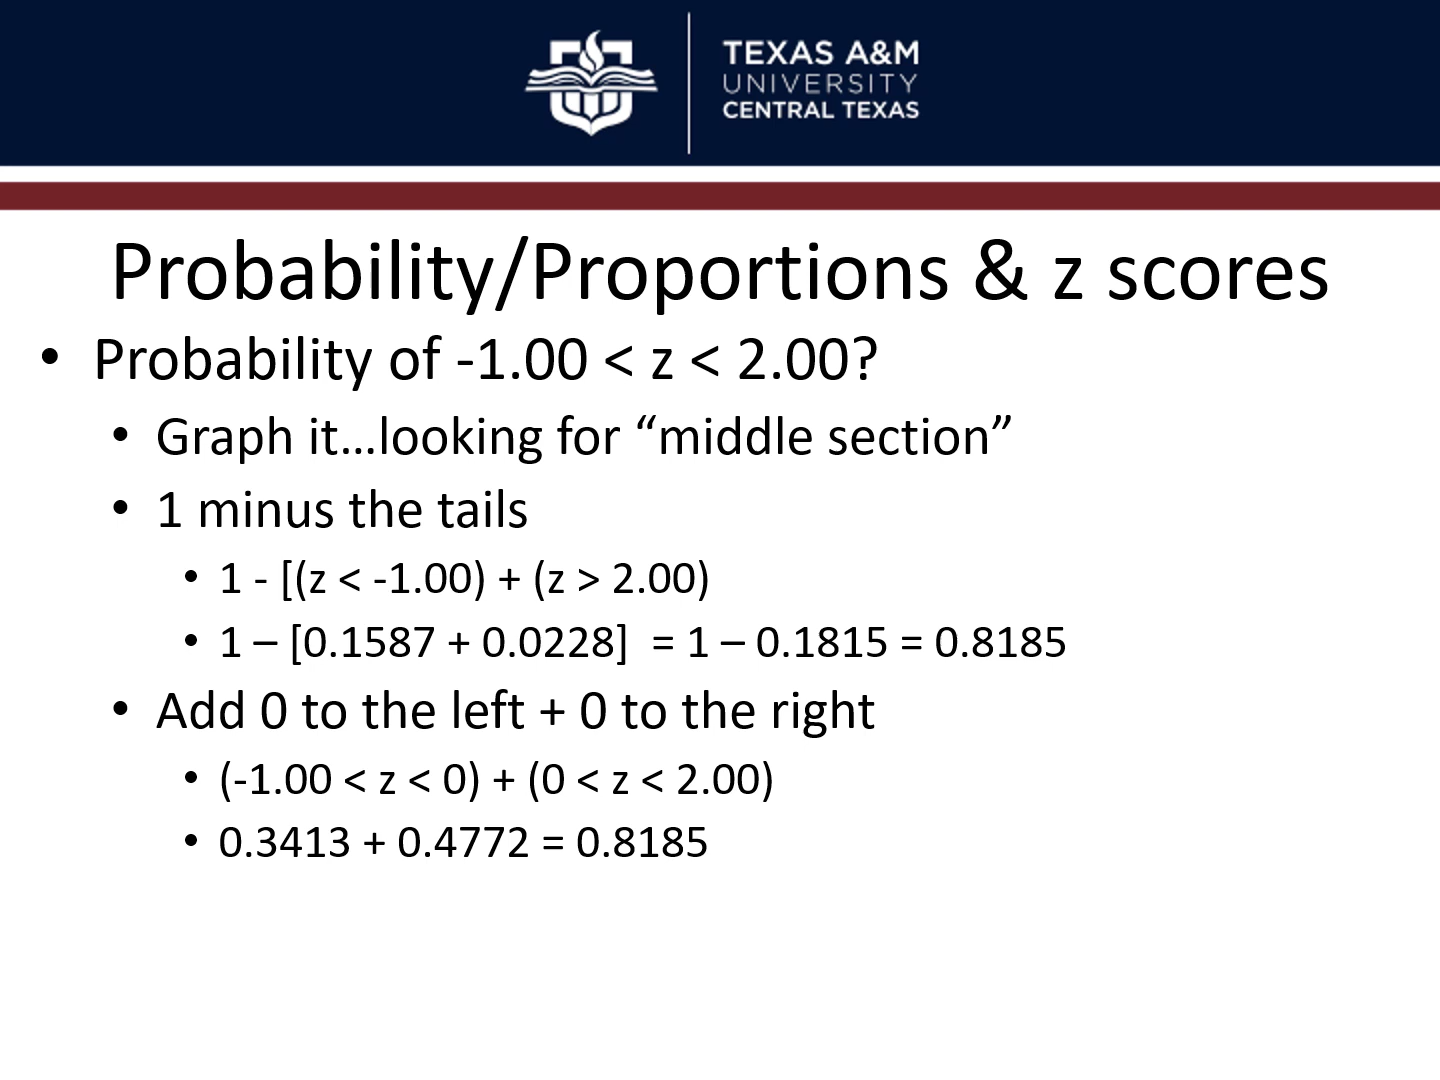 TEXAS A&M
UNIVERSITY
CENTRAL TEXAS
Probability/Proportions & z scores
• Probability of -1.00 < z < 2.00?
• Graph it…looking for “middle section”
• 1 minus the tails
• 1 - [(z < -1.00) + (z > 2.00)
• 1 – [0.1587 + 0.0228]  = 1 – 0.1815 = 0.8185
• Add 0 to the left + 0 to the right
• (-1.00 < z < 0) + (0 < z < 2.00)
• 0.3413 + 0.4772 = 0.8185